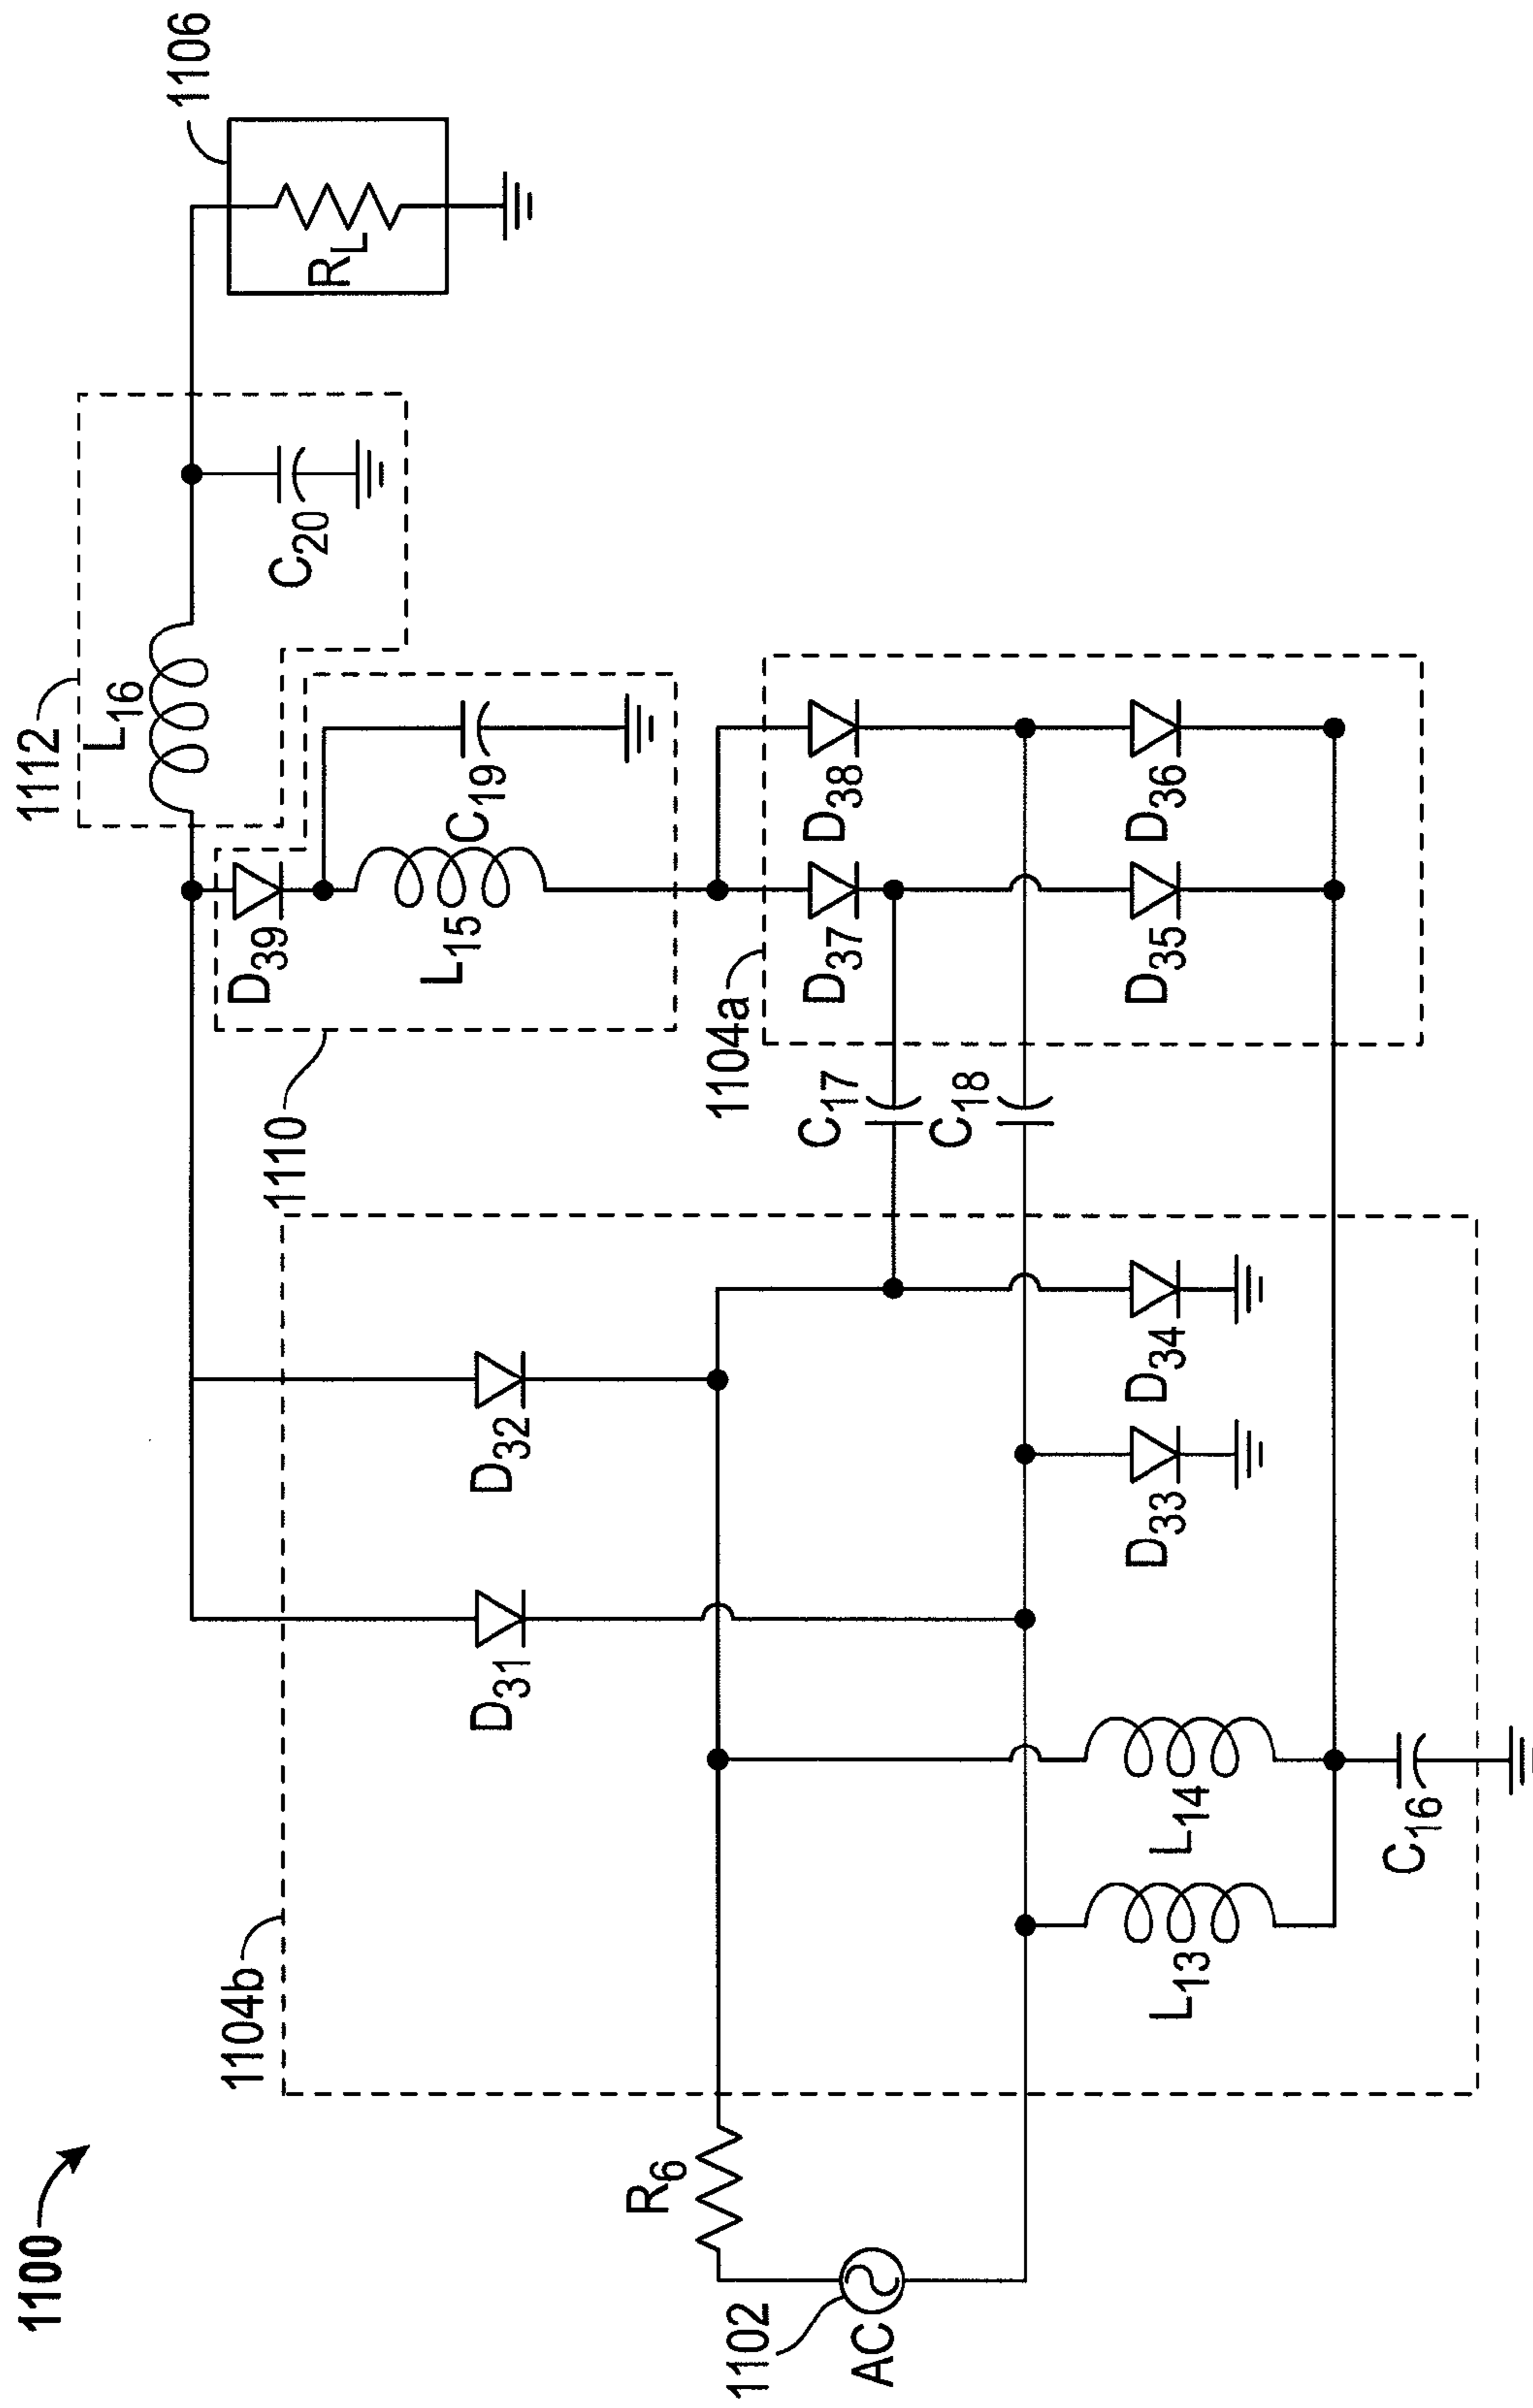 1100
1112
L16
1106
RL
C20
D39
C19
L15
1110
1104a
D38
D37
D36
D35
C17
C18
1104b
D32
D31
D34
D33
L14
L13
C16
R6
1102
AC